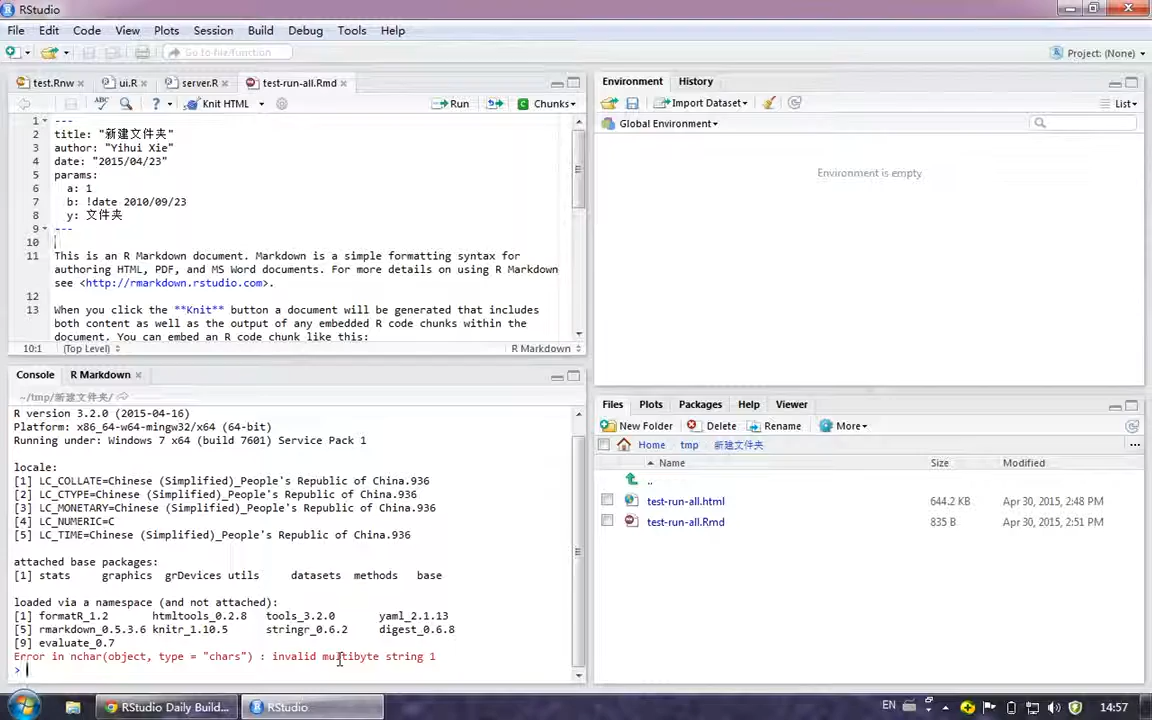 RStudio
File Edit Code View Plots Session Build Debug Tools Help
Go to file/function Project: (None)
test.Rnw ui.R server.R test-run-all.Rmd
Knit HTML Run Chunks
1 ---
2 title: "新建文件夹"
3 author: "Yihui Xie"
4 date: "2015/04/23"
5 params:
6 a: 1
7 b: !date 2010/09/23
8 y: 文件夹
9 ---
10
11 This is an R Markdown document. Markdown is a simple formatting syntax for
authoring HTML, PDF, and MS Word documents. For more details on using R Markdown
see <http://rmarkdown.rstudio.com>.
12
13 When you click the **Knit** button a document will be generated that includes
both content as well as the output of any embedded R code chunks within the
document. You can embed an R code chunk like this:
10:1 (Top Level) R Markdown
Console R Markdown
~/tmp/新建文件夹/
R version 3.2.0 (2015-04-16)
Platform: x86_64-w64-mingw32/x64 (64-bit)
Running under: Windows 7 x64 (build 7601) Service Pack 1
locale:
[1] LC_COLLATE=Chinese (Simplified)_People's Republic of China.936
[2] LC_CTYPE=Chinese (Simplified)_People's Republic of China.936
[3] LC_MONETARY=Chinese (Simplified)_People's Republic of China.936
[4] LC_NUMERIC=C
[5] LC_TIME=Chinese (Simplified)_People's Republic of China.936
attached base packages:
[1] stats graphics grDevices utils datasets methods base
loaded via a namespace (and not attached):
[1] formatR_1.2 htmltools_0.2.8 tools_3.2.0 yaml_2.1.13
[5] rmarkdown_0.5.3.6 knitr_1.10.5 stringr_0.6.2 digest_0.6.8
[9] evaluate_0.7
Error in nchar(object, type = "chars") : invalid multibyte string 1
>
Environment History
Import Dataset List
Global Environment
Environment is empty
Files Plots Packages Help Viewer
New Folder Delete Rename More
Home tmp 新建文件夹 ...
Name Size Modified
..
test-run-all.html 644.2 KB Apr 30, 2015, 2:48 PM
test-run-all.Rmd 835 B Apr 30, 2015, 2:51 PM
RStudio Daily Build... RStudio EN 14:57